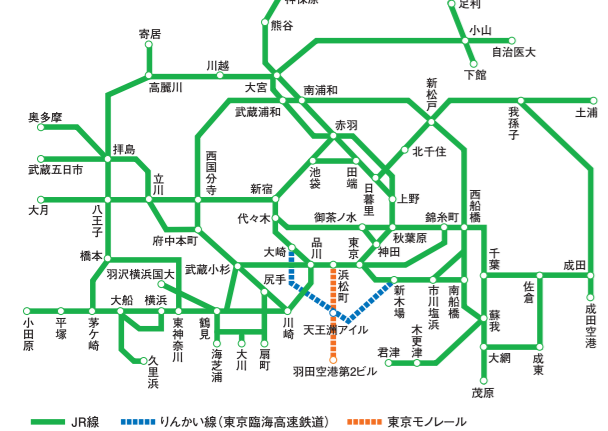 神保原
足利
熊谷
小山
寄居
自治医大
川越
下館
高麗川
大宮
南浦和
新松戸
武蔵浦和
我孫子
土浦
奥多摩
赤羽
拝島
北千住
武蔵五日市
立川
西国分寺
池袋
田端
日暮里
新宿
上野
西船橋
大月
八王子
代々木
御茶ノ水
錦糸町
府中本町
秋葉原
大崎
品川
東京
神田
千葉
橋本
羽沢横浜国大
武蔵小杉
尻手
浜松町
新木場
市川塩浜
南船橋
佐倉
成田
成田空港
大船
横浜
小田原
平塚
茅ケ崎
東神奈川
鶴見
川崎
天王洲アイル
蘇我
木更津
君津
大網
成東
久里浜
海芝浦
大川
扇町
羽田空港第2ビル
茂原
JR線
りんかい線（東京臨海高速鉄道）
東京モノレール